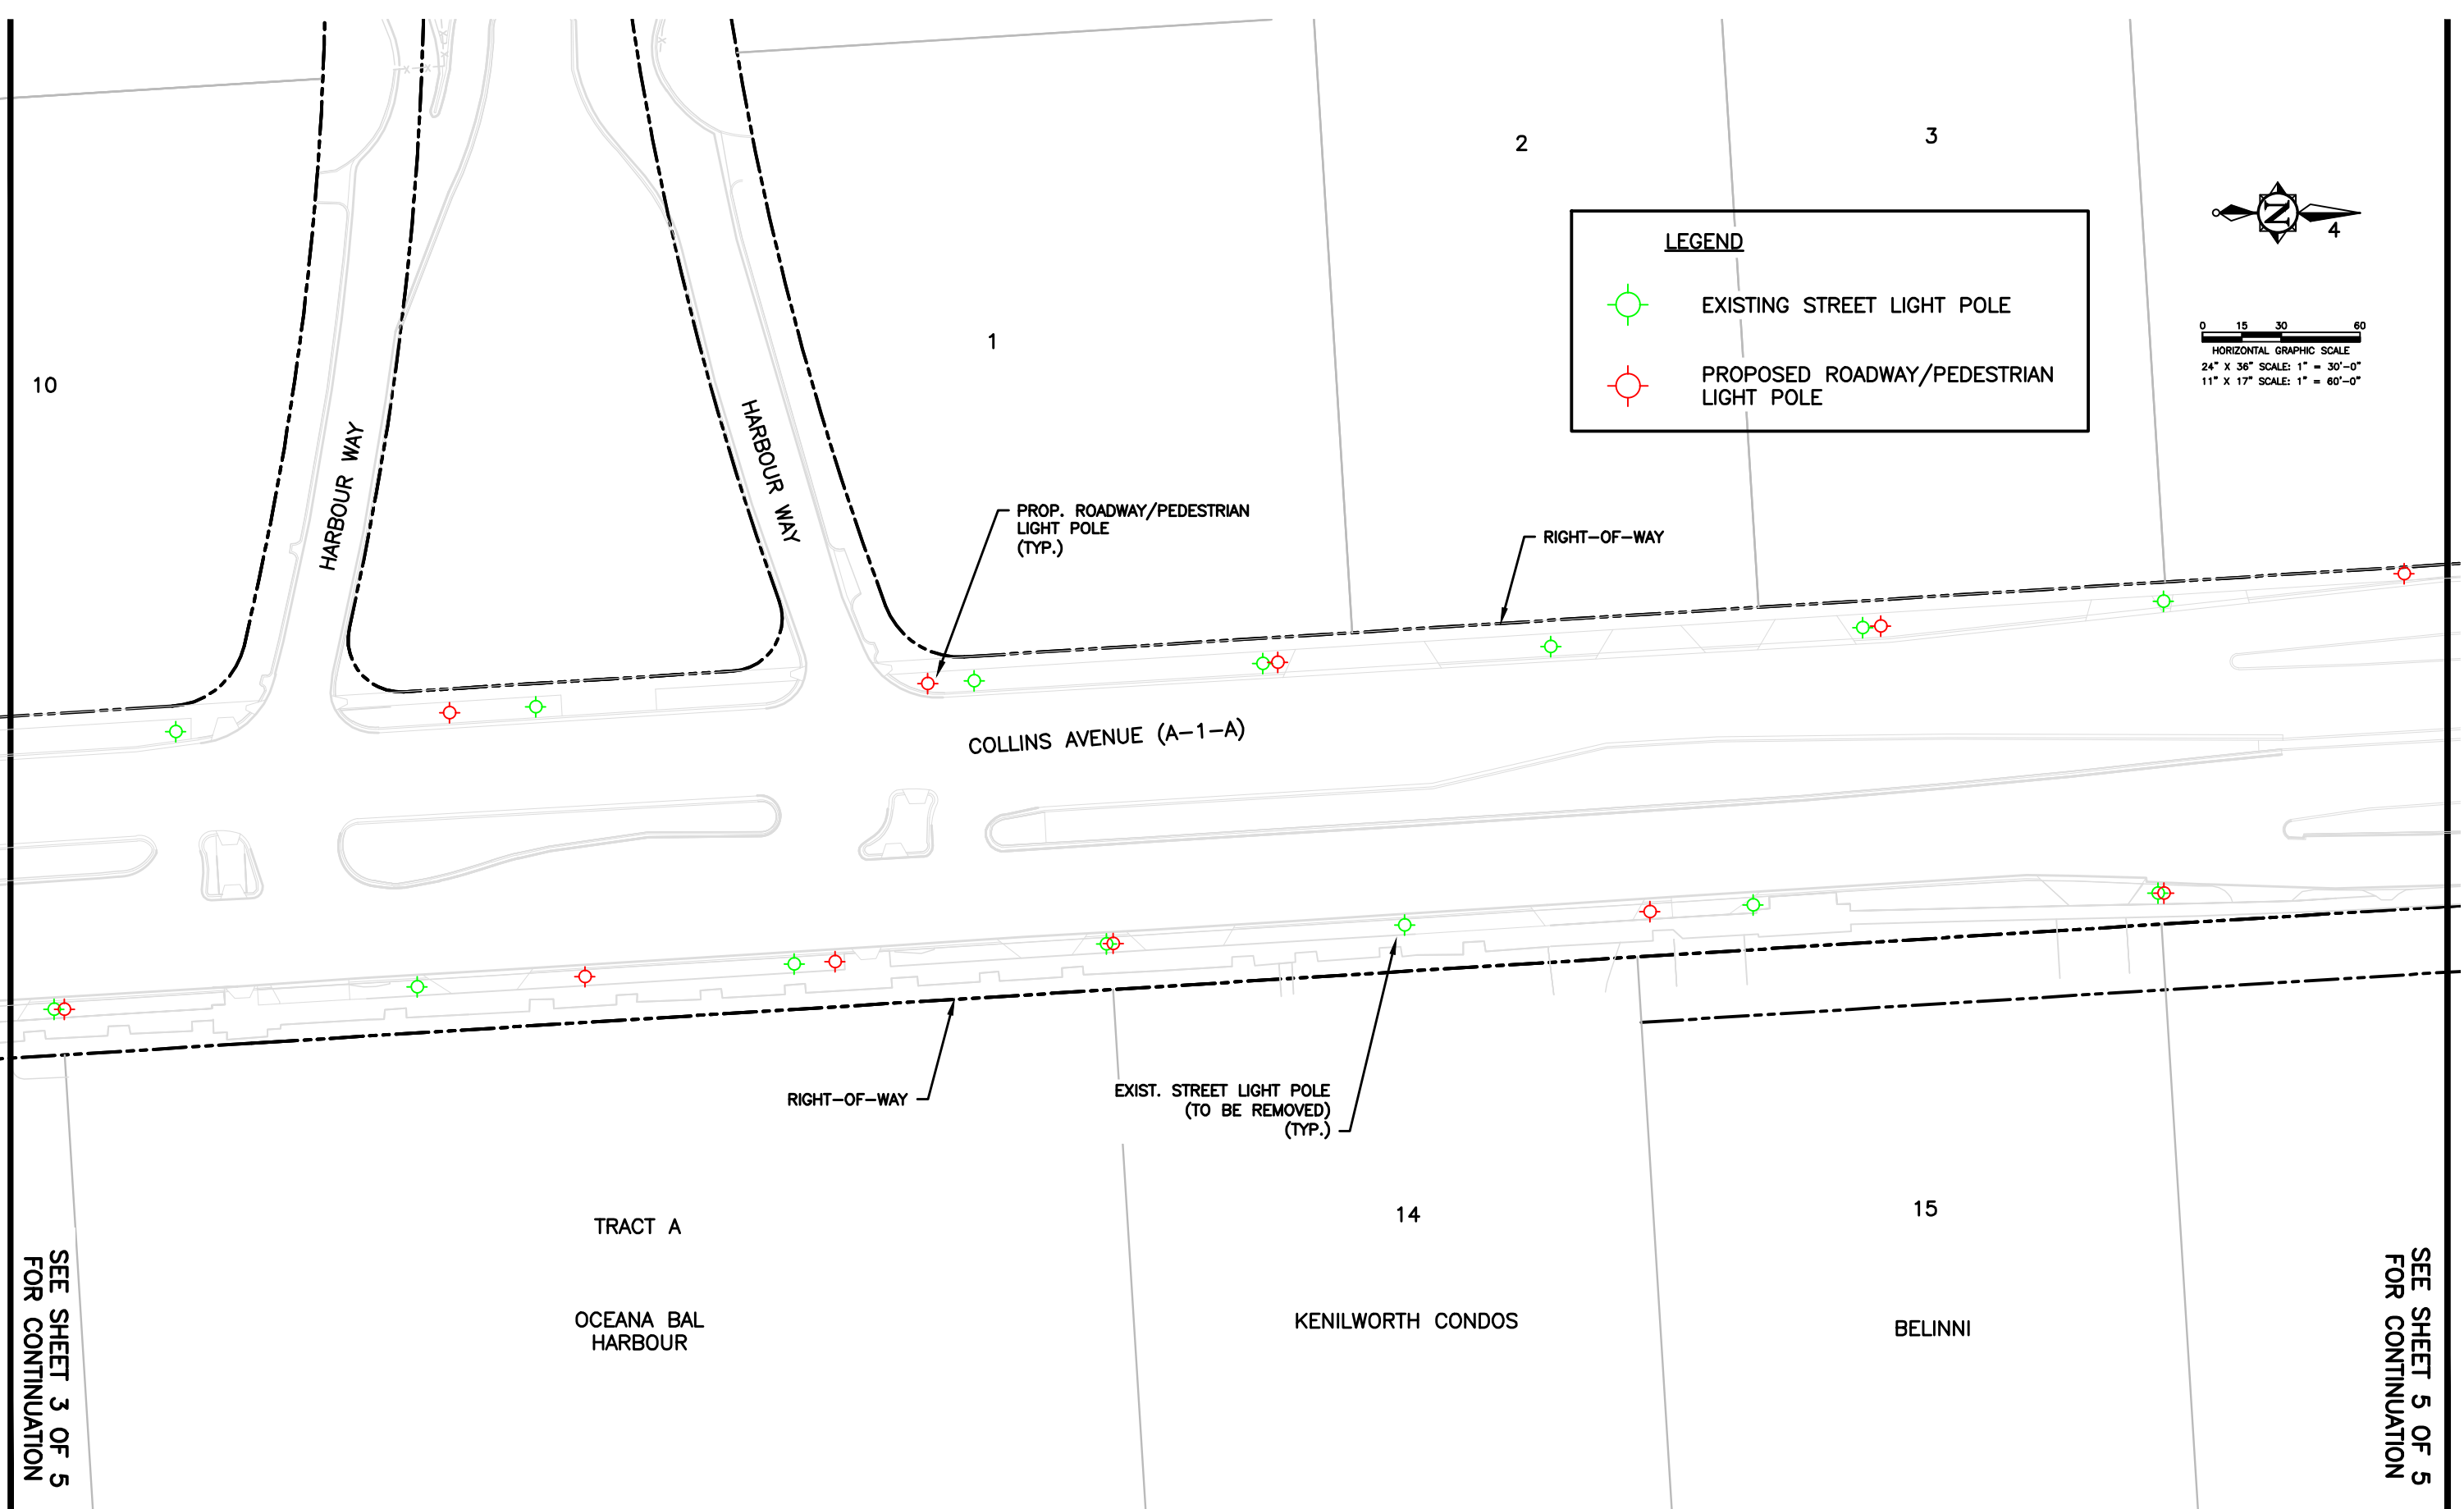 2
3
LEGEND
EXISTING STREET LIGHT POLE
PROPOSED ROADWAY/PEDESTRIAN
LIGHT POLE
N
4
0 15 30 60
HORIZONTAL GRAPHIC SCALE
24" X 36" SCALE: 1" = 30'-0"
11" X 17" SCALE: 1" = 60'-0"
1
10
HARBOUR WAY
HARBOUR WAY
PROP. ROADWAY/PEDESTRIAN
LIGHT POLE
(TYP.)
RIGHT-OF-WAY
COLLINS AVENUE (A-1-A)
RIGHT-OF-WAY
EXIST. STREET LIGHT POLE
(TO BE REMOVED)
(TYP.)
TRACT A
OCEANA BAL
HARBOUR
14
KENILWORTH CONDOS
15
BELINNI
SEE SHEET 3 OF 5
FOR CONTINUATION
SEE SHEET 5 OF 5
FOR CONTINUATION